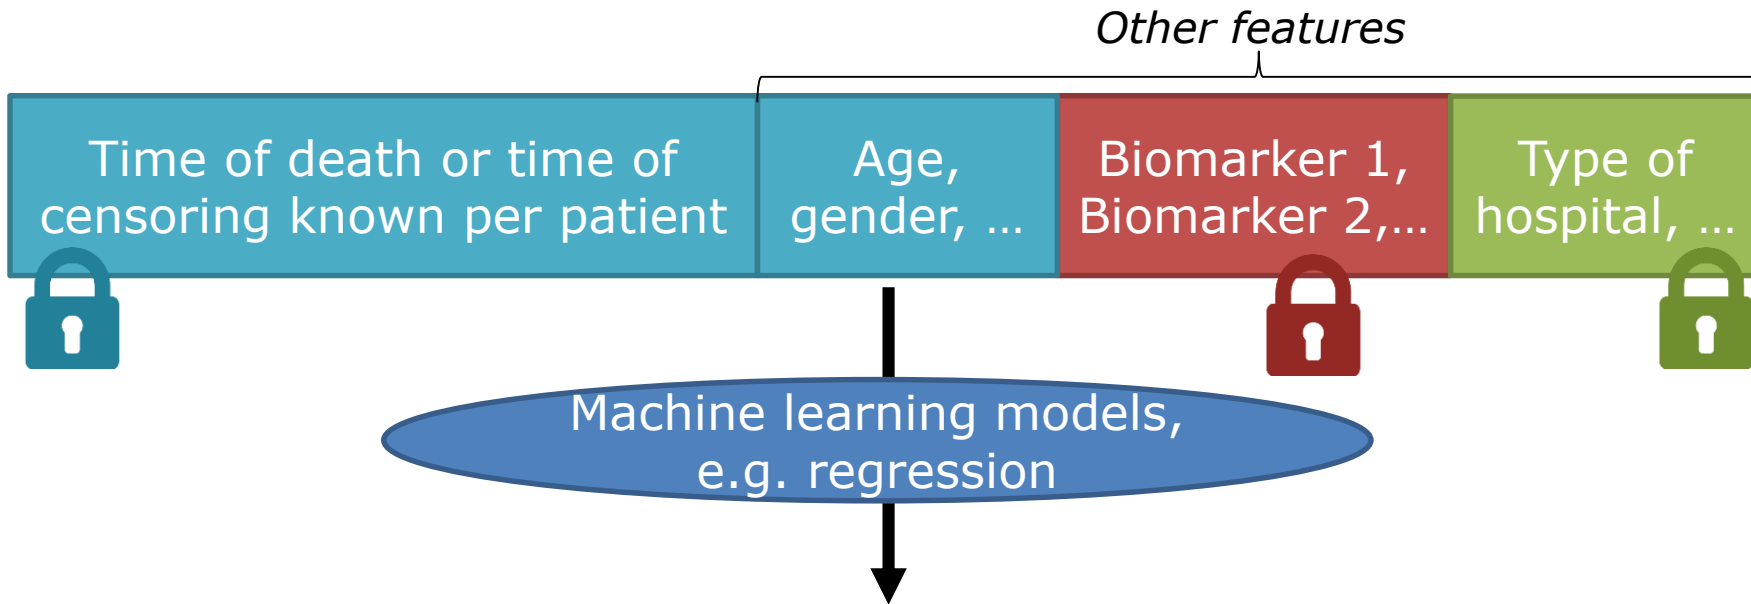 Other features
Time of death or time of
censoring known per patient
Age,
gender, …
Biomarker 1,
Biomarker 2,…
Type of
hospital, …
Machine learning models,
e.g. regression